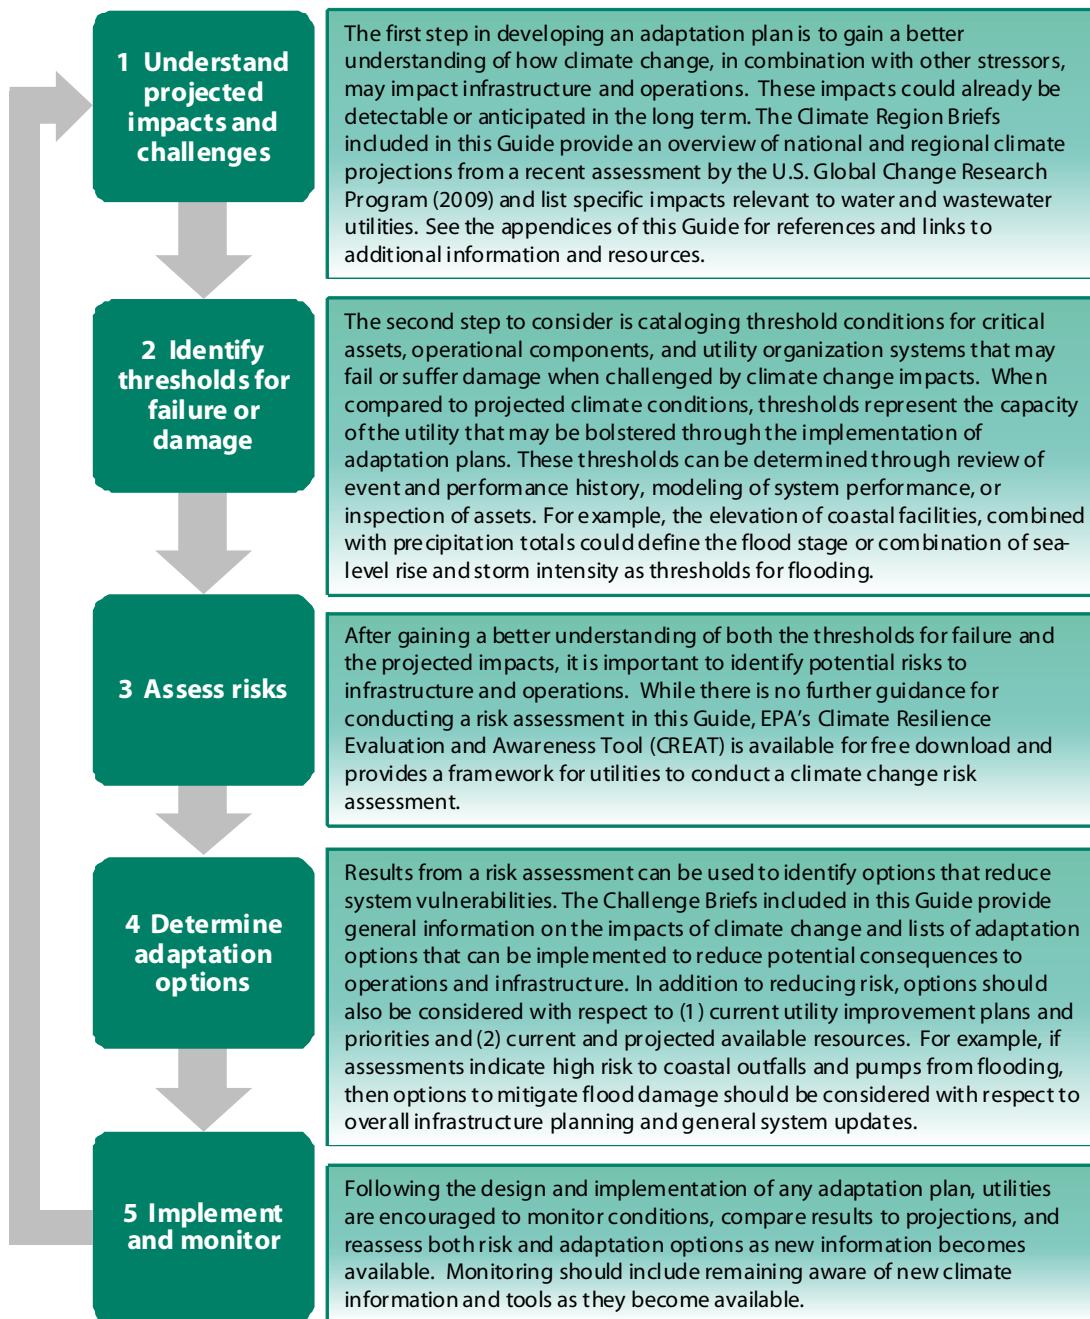 1 Understand
projected
impacts and
challenges
The first step in developing an adaptation plan is to gain a better
understanding of how climate change, in combination with other stressors,
may impact infrastructure and operations. These impacts could already be
detectable or anticipated in the long term. The Climate Region Briefs
included in this Guide provide an overview of national and regional climate
projections from a recent assessment by the U.S. Global Change Research
Program (2009) and list specific impacts relevant to water and wastewater
utilities. See the appendices of this Guide for references and links to
additional information and resources.
2 Identify
thresholds for
failure or
damage
The second step to consider is cataloging threshold conditions for critical
assets, operational components, and utility organization systems that may
fail or suffer damage when challenged by climate change impacts. When
compared to projected climate conditions, thresholds represent the capacity
of the utility that may be bolstered through the implementation of
adaptation plans. These thresholds can be determined through review of
event and performance history, modeling of system performance, or
inspection of assets. For example, the elevation of coastal facilities, combined
with precipitation totals could define the flood stage or combination of sea-
level rise and storm intensity as thresholds for flooding.
3 Assess risks
After gaining a better understanding of both the thresholds for failure and
the projected impacts, it is important to identify potential risks to
infrastructure and operations. While there is no further guidance for
conducting a risk assessment in this Guide, EPA's Climate Resilience
Evaluation and Awareness Tool (CREAT) is available for free download and
provides a framework for utilities to conduct a climate change risk
assessment.
4 Determine
adaptation
options
Results from a risk assessment can be used to identify options that reduce
system vulnerabilities. The Challenge Briefs included in this Guide provide
general information on the impacts of climate change and lists of adaptation
options that can be implemented to reduce potential consequences to
operations and infrastructure. In addition to reducing risk, options should
also be considered with respect to (1) current utility improvement plans and
priorities and (2) current and projected available resources. For example, if
assessments indicate high risk to coastal outfalls and pumps from flooding,
then options to mitigate flood damage should be considered with respect to
overall infrastructure planning and general system updates.
5 Implement
and monitor
Following the design and implementation of any adaptation plan, utilities
are encouraged to monitor conditions, compare results to projections, and
reassess both risk and adaptation options as new information becomes
available. Monitoring should include remaining aware of new climate
information and tools as they become available.